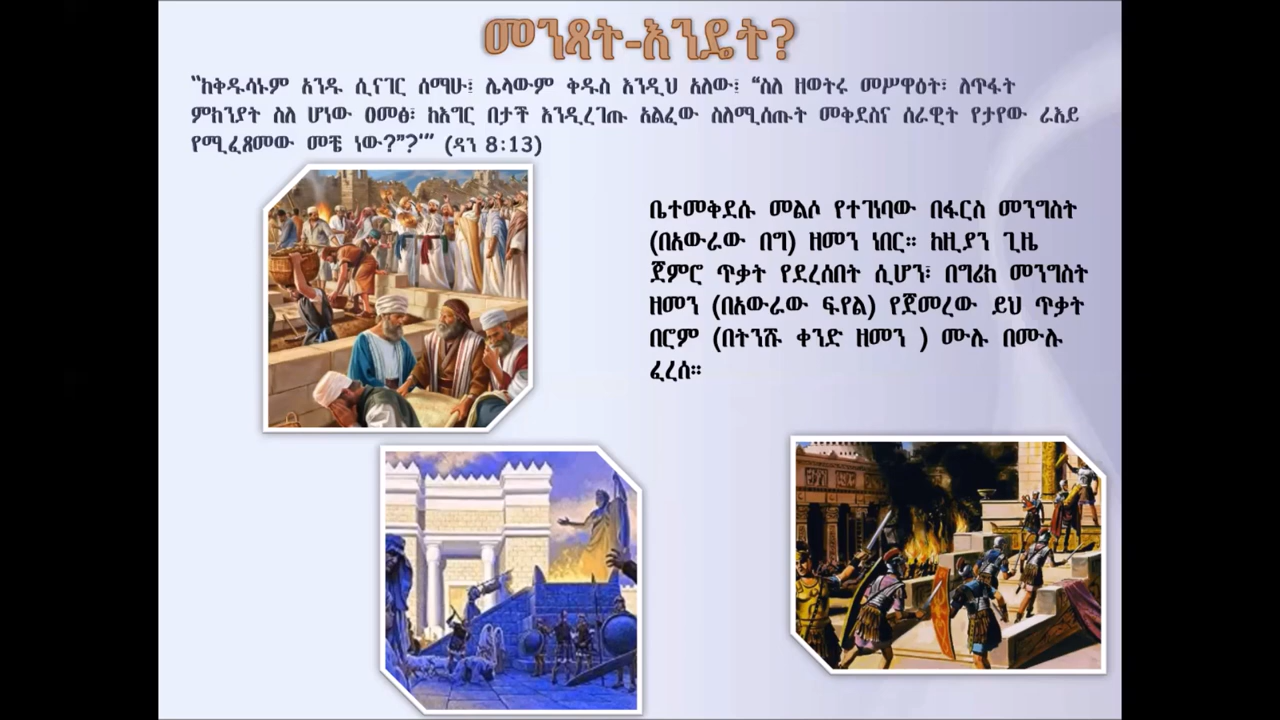 መንጻት-እንዴት?
“ከቅዱሳኑም አንዱ ሲናገር ሰማሁ፤ ሌላውም ቅዱስ እንዲህ አለው፤ “ስለ ዘወትሩ መሥዋዕት፣ ለጥፋት
ምክንያት ስለ ሆነው ዐመፅ፣ ከእግር በታች እንዲረገጡ አልፈው ስለሚሰጡት መቅደስና ሰራዊት የታየው ራእይ
የሚፈጸመው መቼ ነው?”?‘” (ዳን 8:13)
ቤተመቅደሱ መልሶ የተገነባው በፋርስ መንግስት
(በአውራው በግ) ዘመን ነበር። ከዚያን ጊዜ
ጀምሮ ጥቃት የደረሰበት ሲሆን፣ በግሪክ መንግስት
ዘመን (በአውራው ፍየል) የጀመረው ይህ ጥቃት
በሮም (በትንሹ ቀንድ ዘመን ) ሙሉ በሙሉ
ፈረሰ።